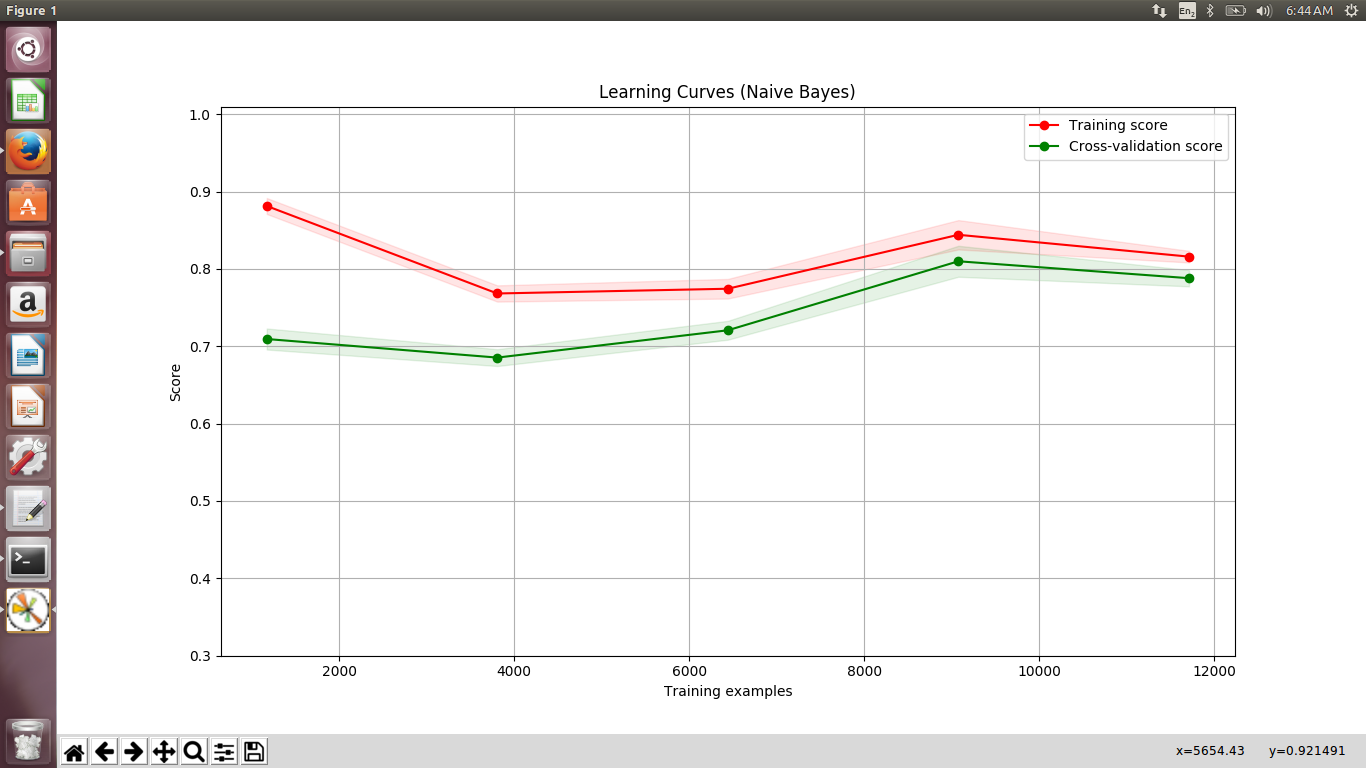 Figure 1
En2
6:44 AM
Learning Curves (Naive Bayes)
Training score
Cross-validation score
1.0
0.9
0.8
0.7
0.6
0.5
0.4
0.3
Score
2000 4000 6000 8000 10000 12000
Training examples
x=5654.43 y=0.921491